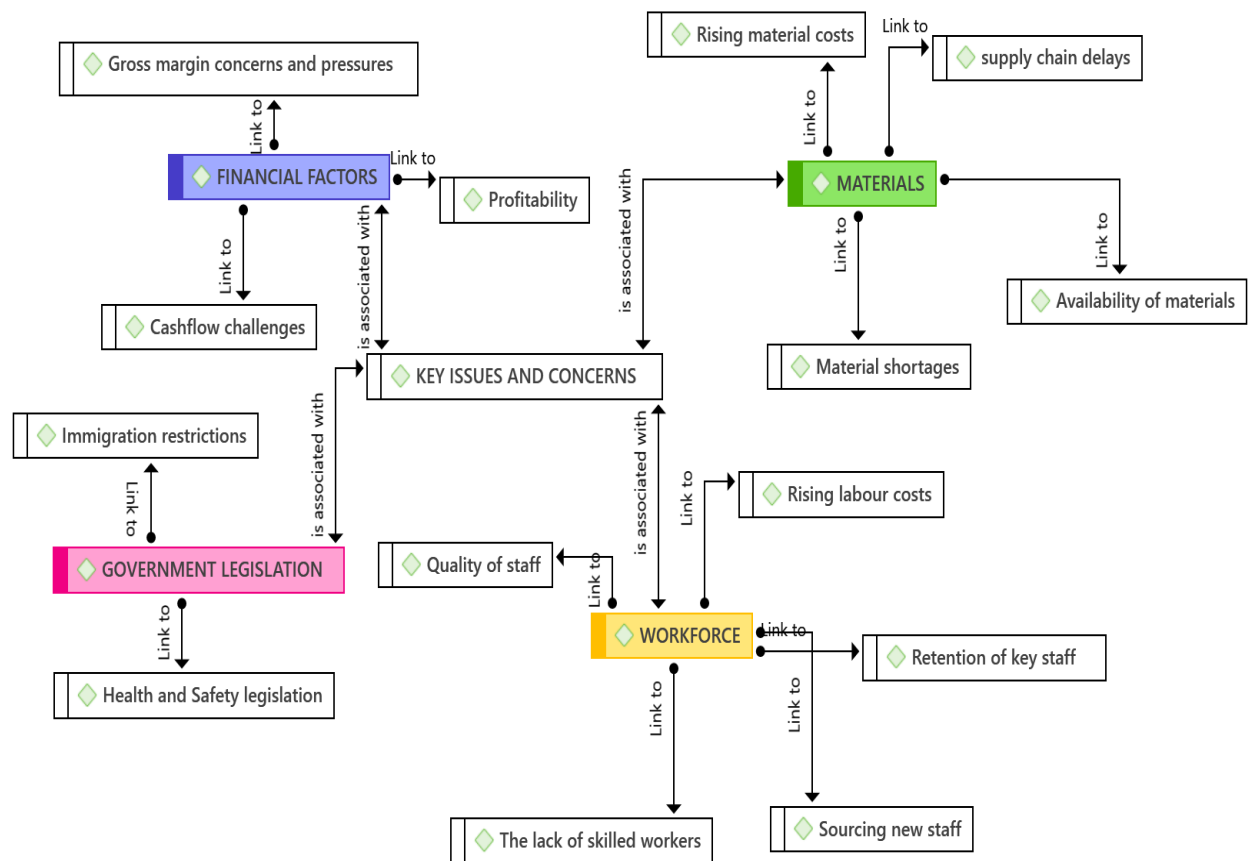 Rising material costs
Link to
supply chain delays
Gross margin concerns and pressures
Link to
Link to
FINANCIAL FACTORS
Link to
Profitability
MATERIALS
is associated with
is associated with
Link to
Link to
Link to
Cashflow challenges
Availability of materials
KEY ISSUES AND CONCERNS
Material shortages
Immigration restrictions
is associated with
is associated with
Link to
Rising labour costs
Link to
GOVERNMENT LEGISLATION
Quality of staff
Link to
WORKFORCE
Link to
Retention of key staff
Link to
Health and Safety legislation
Link to
Link to
The lack of skilled workers
Sourcing new staff